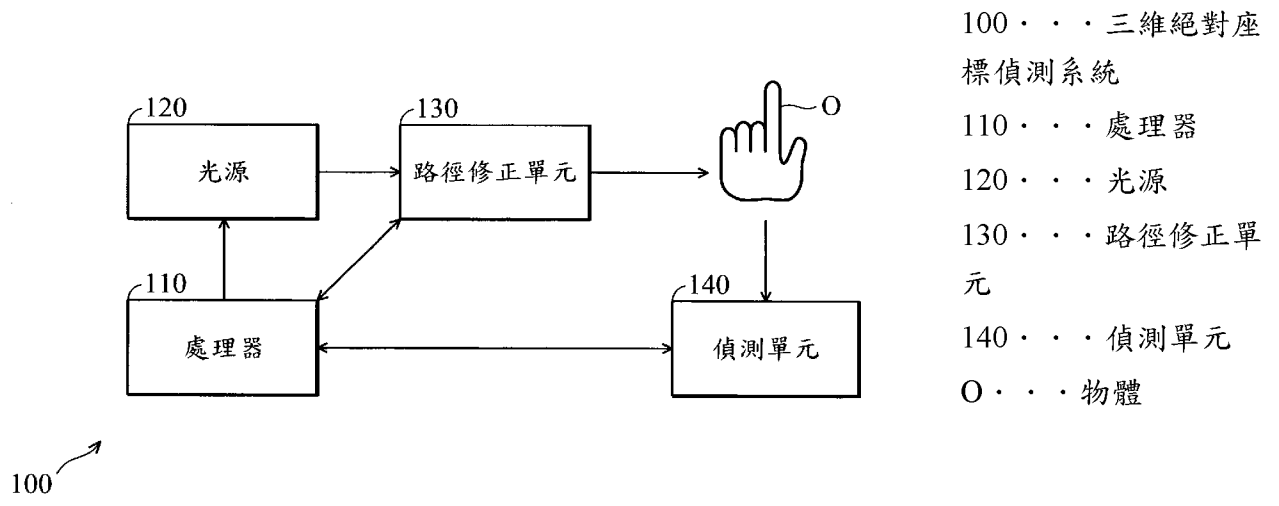 120
130
O
光源
路徑修正單元
110
140
處理器
偵測單元
100
100···三維絕對座
標偵測系統
110···處理器
120···光源
130···路徑修正單
元
140···偵測單元
O···物體